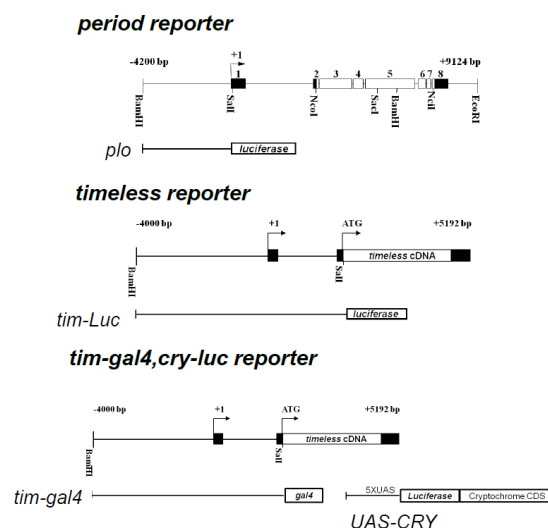 period reporter
-4200 bp +1 +9124 bp
1 2 3 4 5 6 7 8
BamHI SalI NcoI SacI BamHI NciI EcoRI
plo luciferase
timeless reporter
-4000 bp +1 ATG +5192 bp
timeless cDNA
BamHI SalI
tim-Luc luciferase
tim-gal4,cry-luc reporter
-4000 bp +1 ATG +5192 bp
timeless cDNA
BamHI SalI
tim-gal4 gal4 5XUAS Luciferase Cryptochrome CDS
UAS-CRY